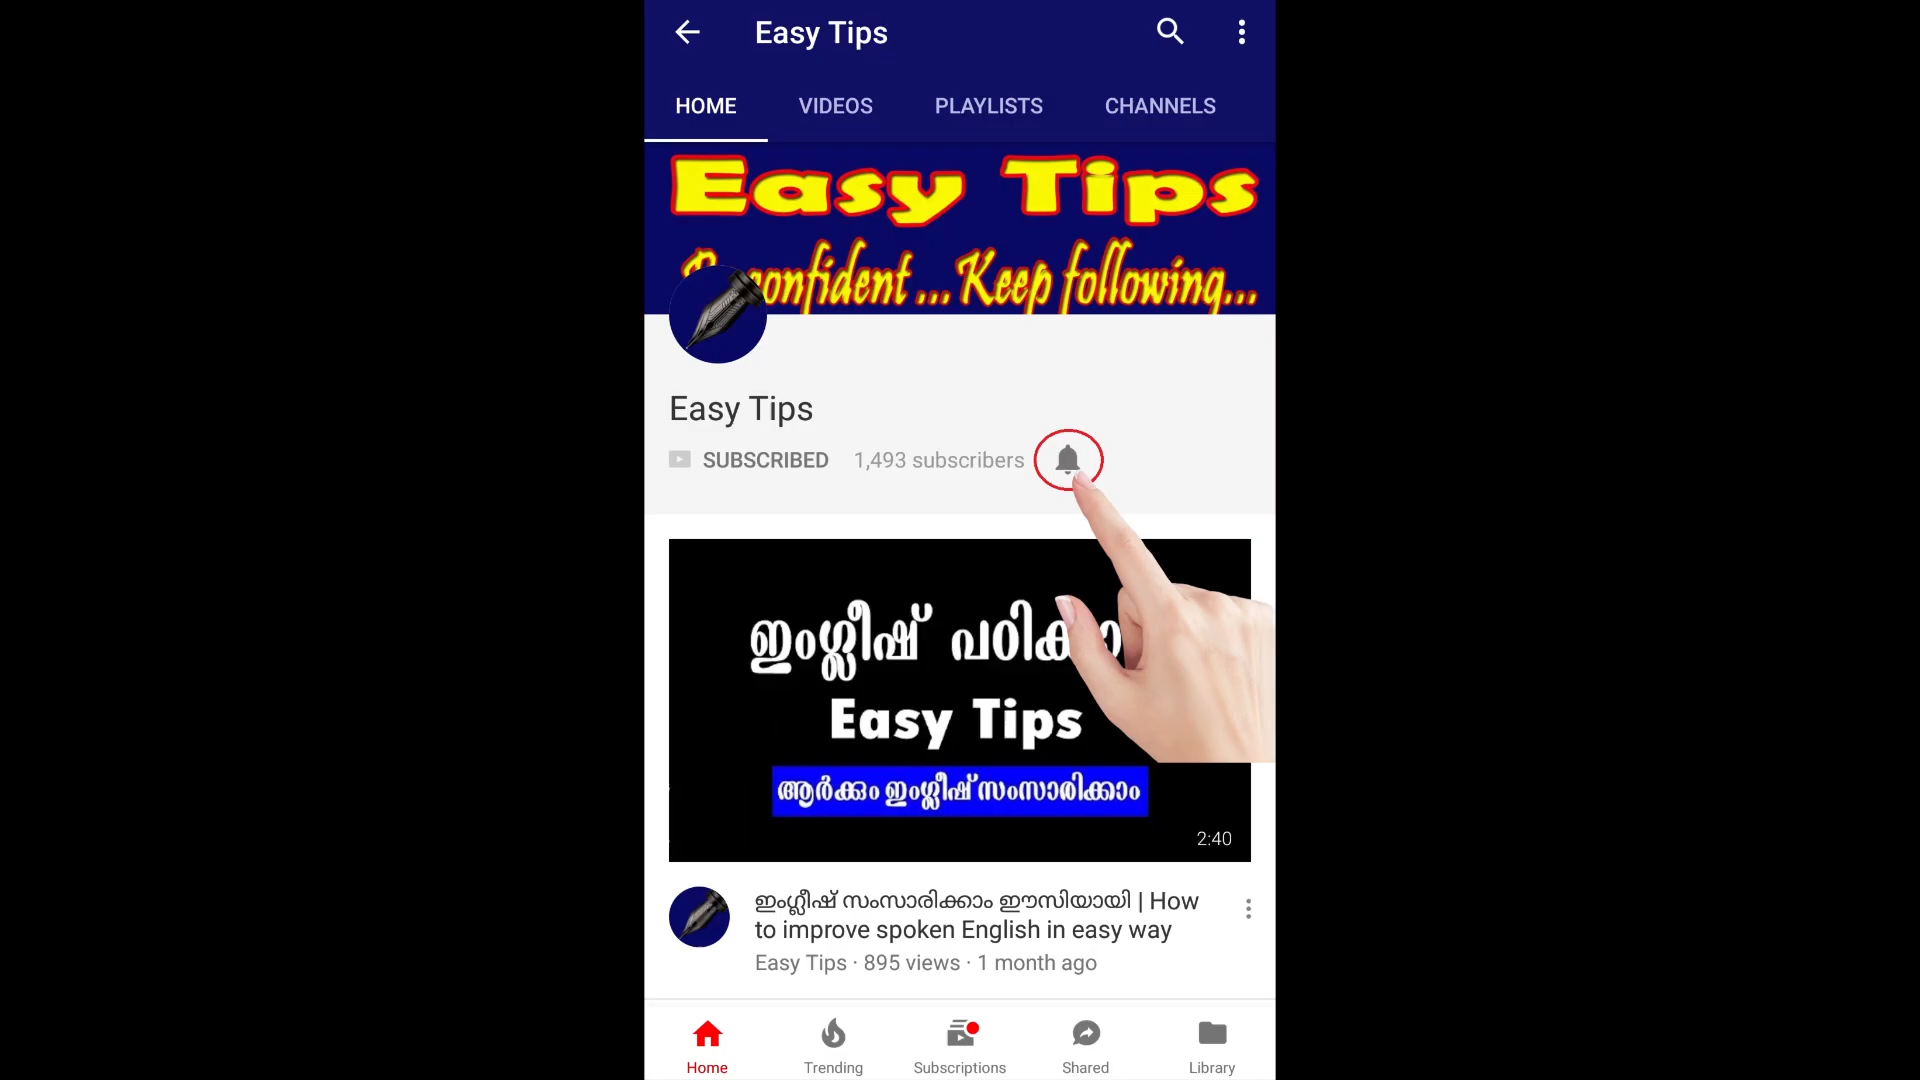 Easy Tips
HOME VIDEOS PLAYLISTS CHANNELS
Easy Tips
confident ... Keep following...
Easy Tips
SUBSCRIBED 1,493 subscribers
ഇംഗ്ലീഷ് പഠിക്കാ
Easy Tips
ആർക്കും ഇംഗ്ലീഷ് സംസാരിക്കാം
2:40
ഇംഗ്ലീഷ് സംസാരിക്കാം ഈസിയായി | How
to improve spoken English in easy way
Easy Tips · 895 views · 1 month ago
Home Trending Subscriptions Shared Library